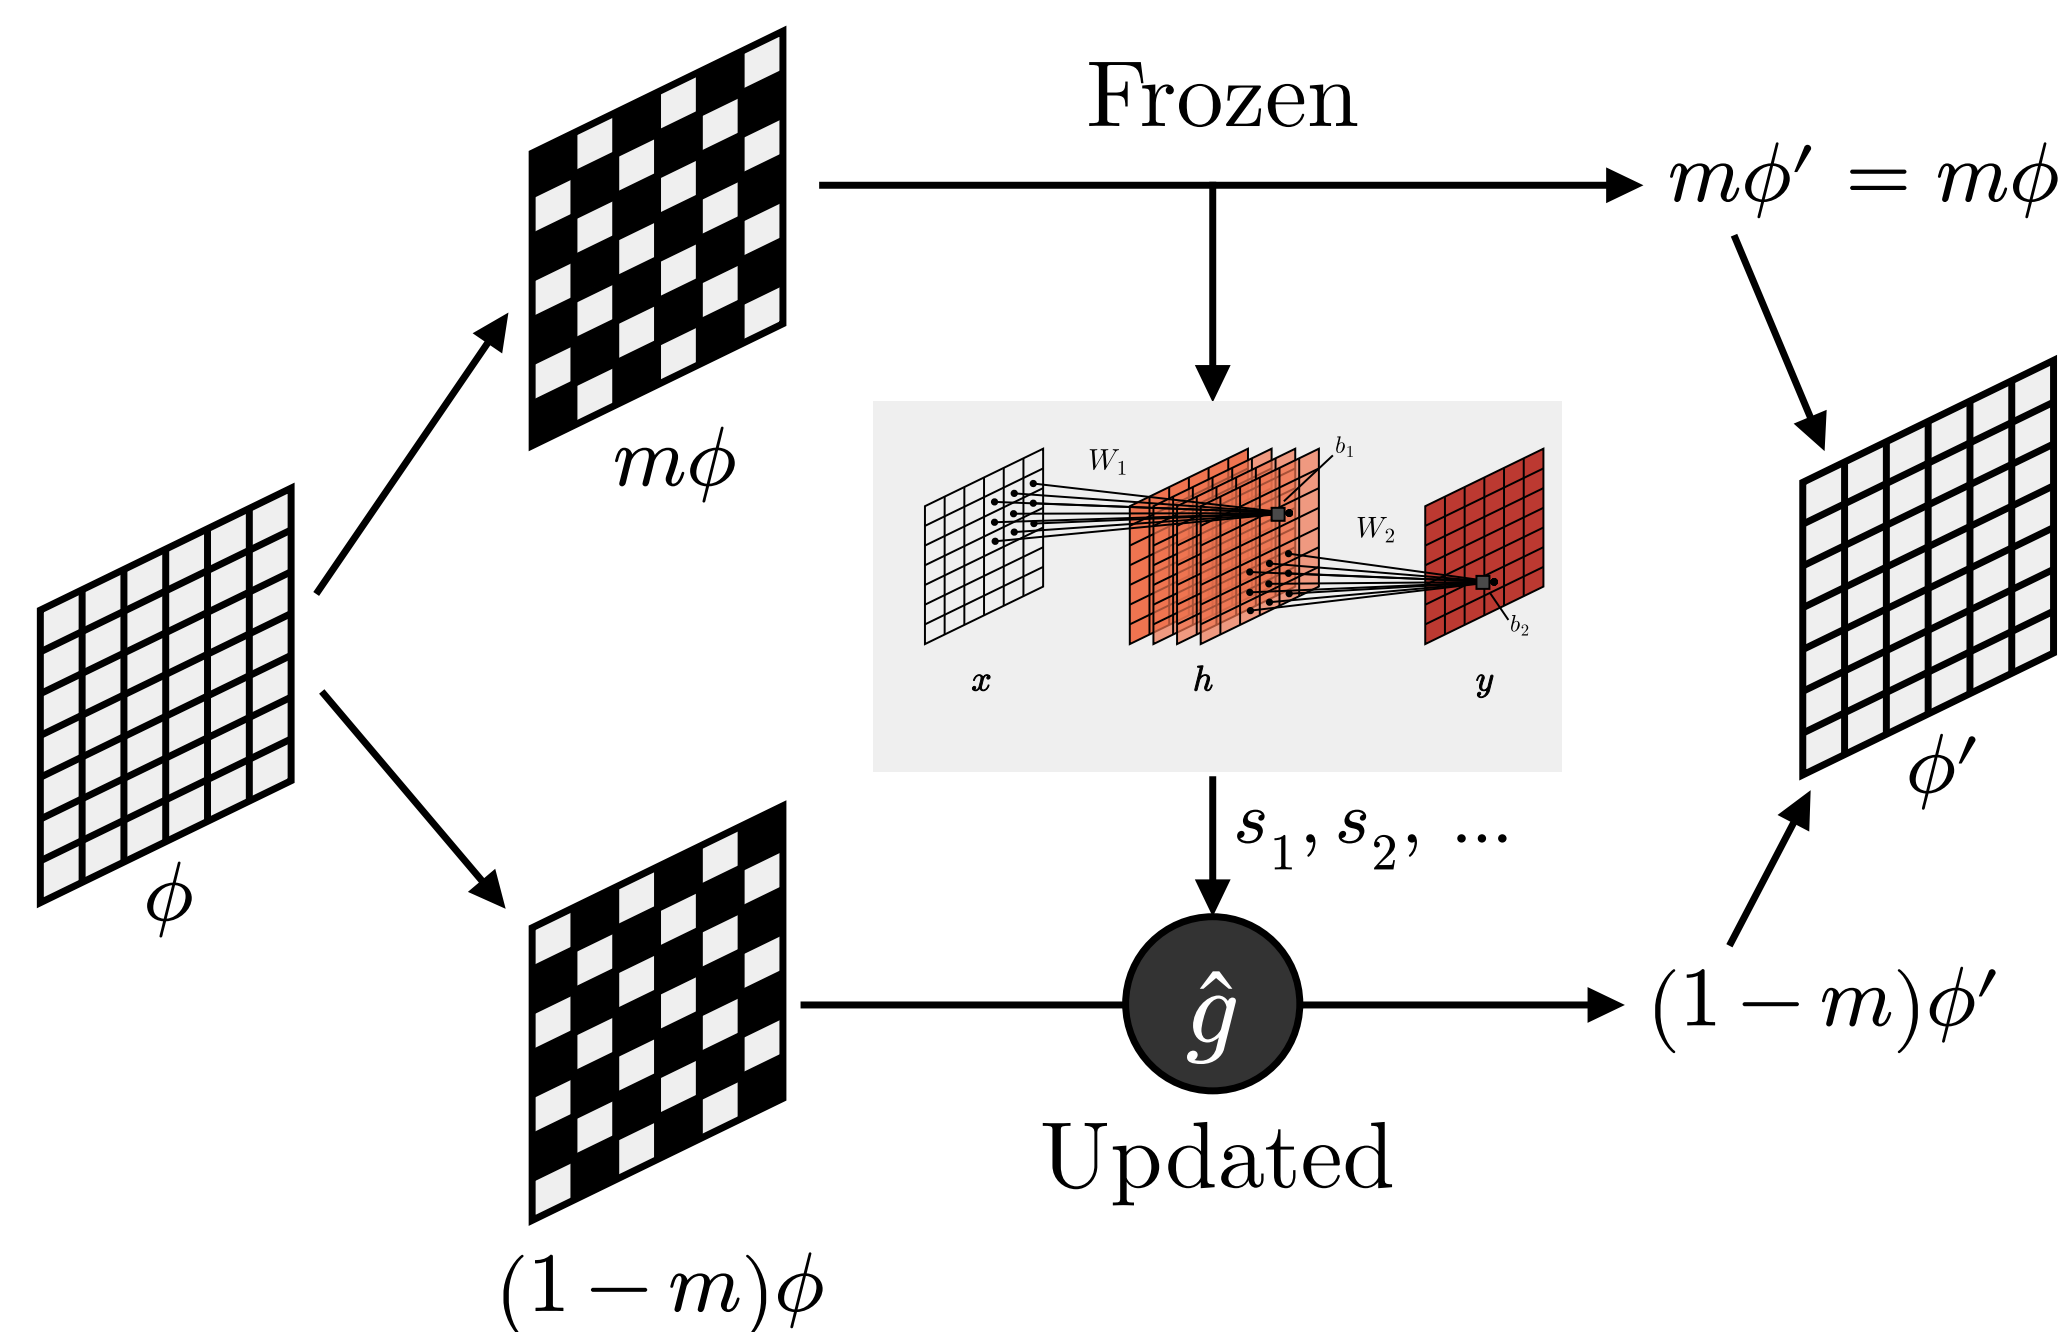 Frozen
mϕ′ = mϕ
mϕ
W₁
b₁
W₂
b₂
x
h
y
ϕ′
s₁, s₂, ...
ϕ
ĝ
(1 − m)ϕ′
Updated
(1 − m)ϕ